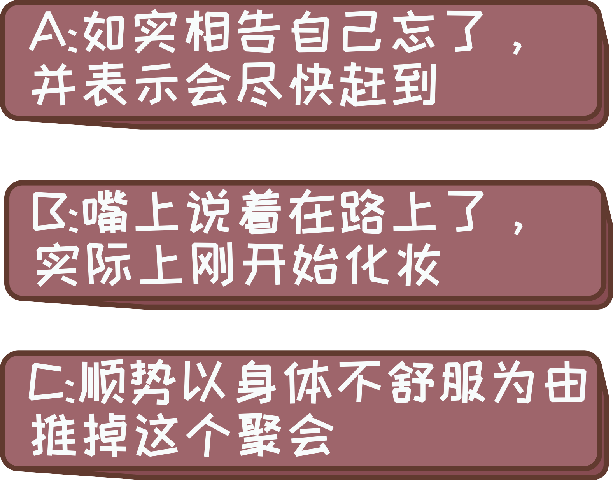 A:如实相告自己忘了，
并表示会尽快赶到
B:嘴上说着在路上了，
实际上刚开始化妆
C:顺势以身体不舒服为由
推掉这个聚会